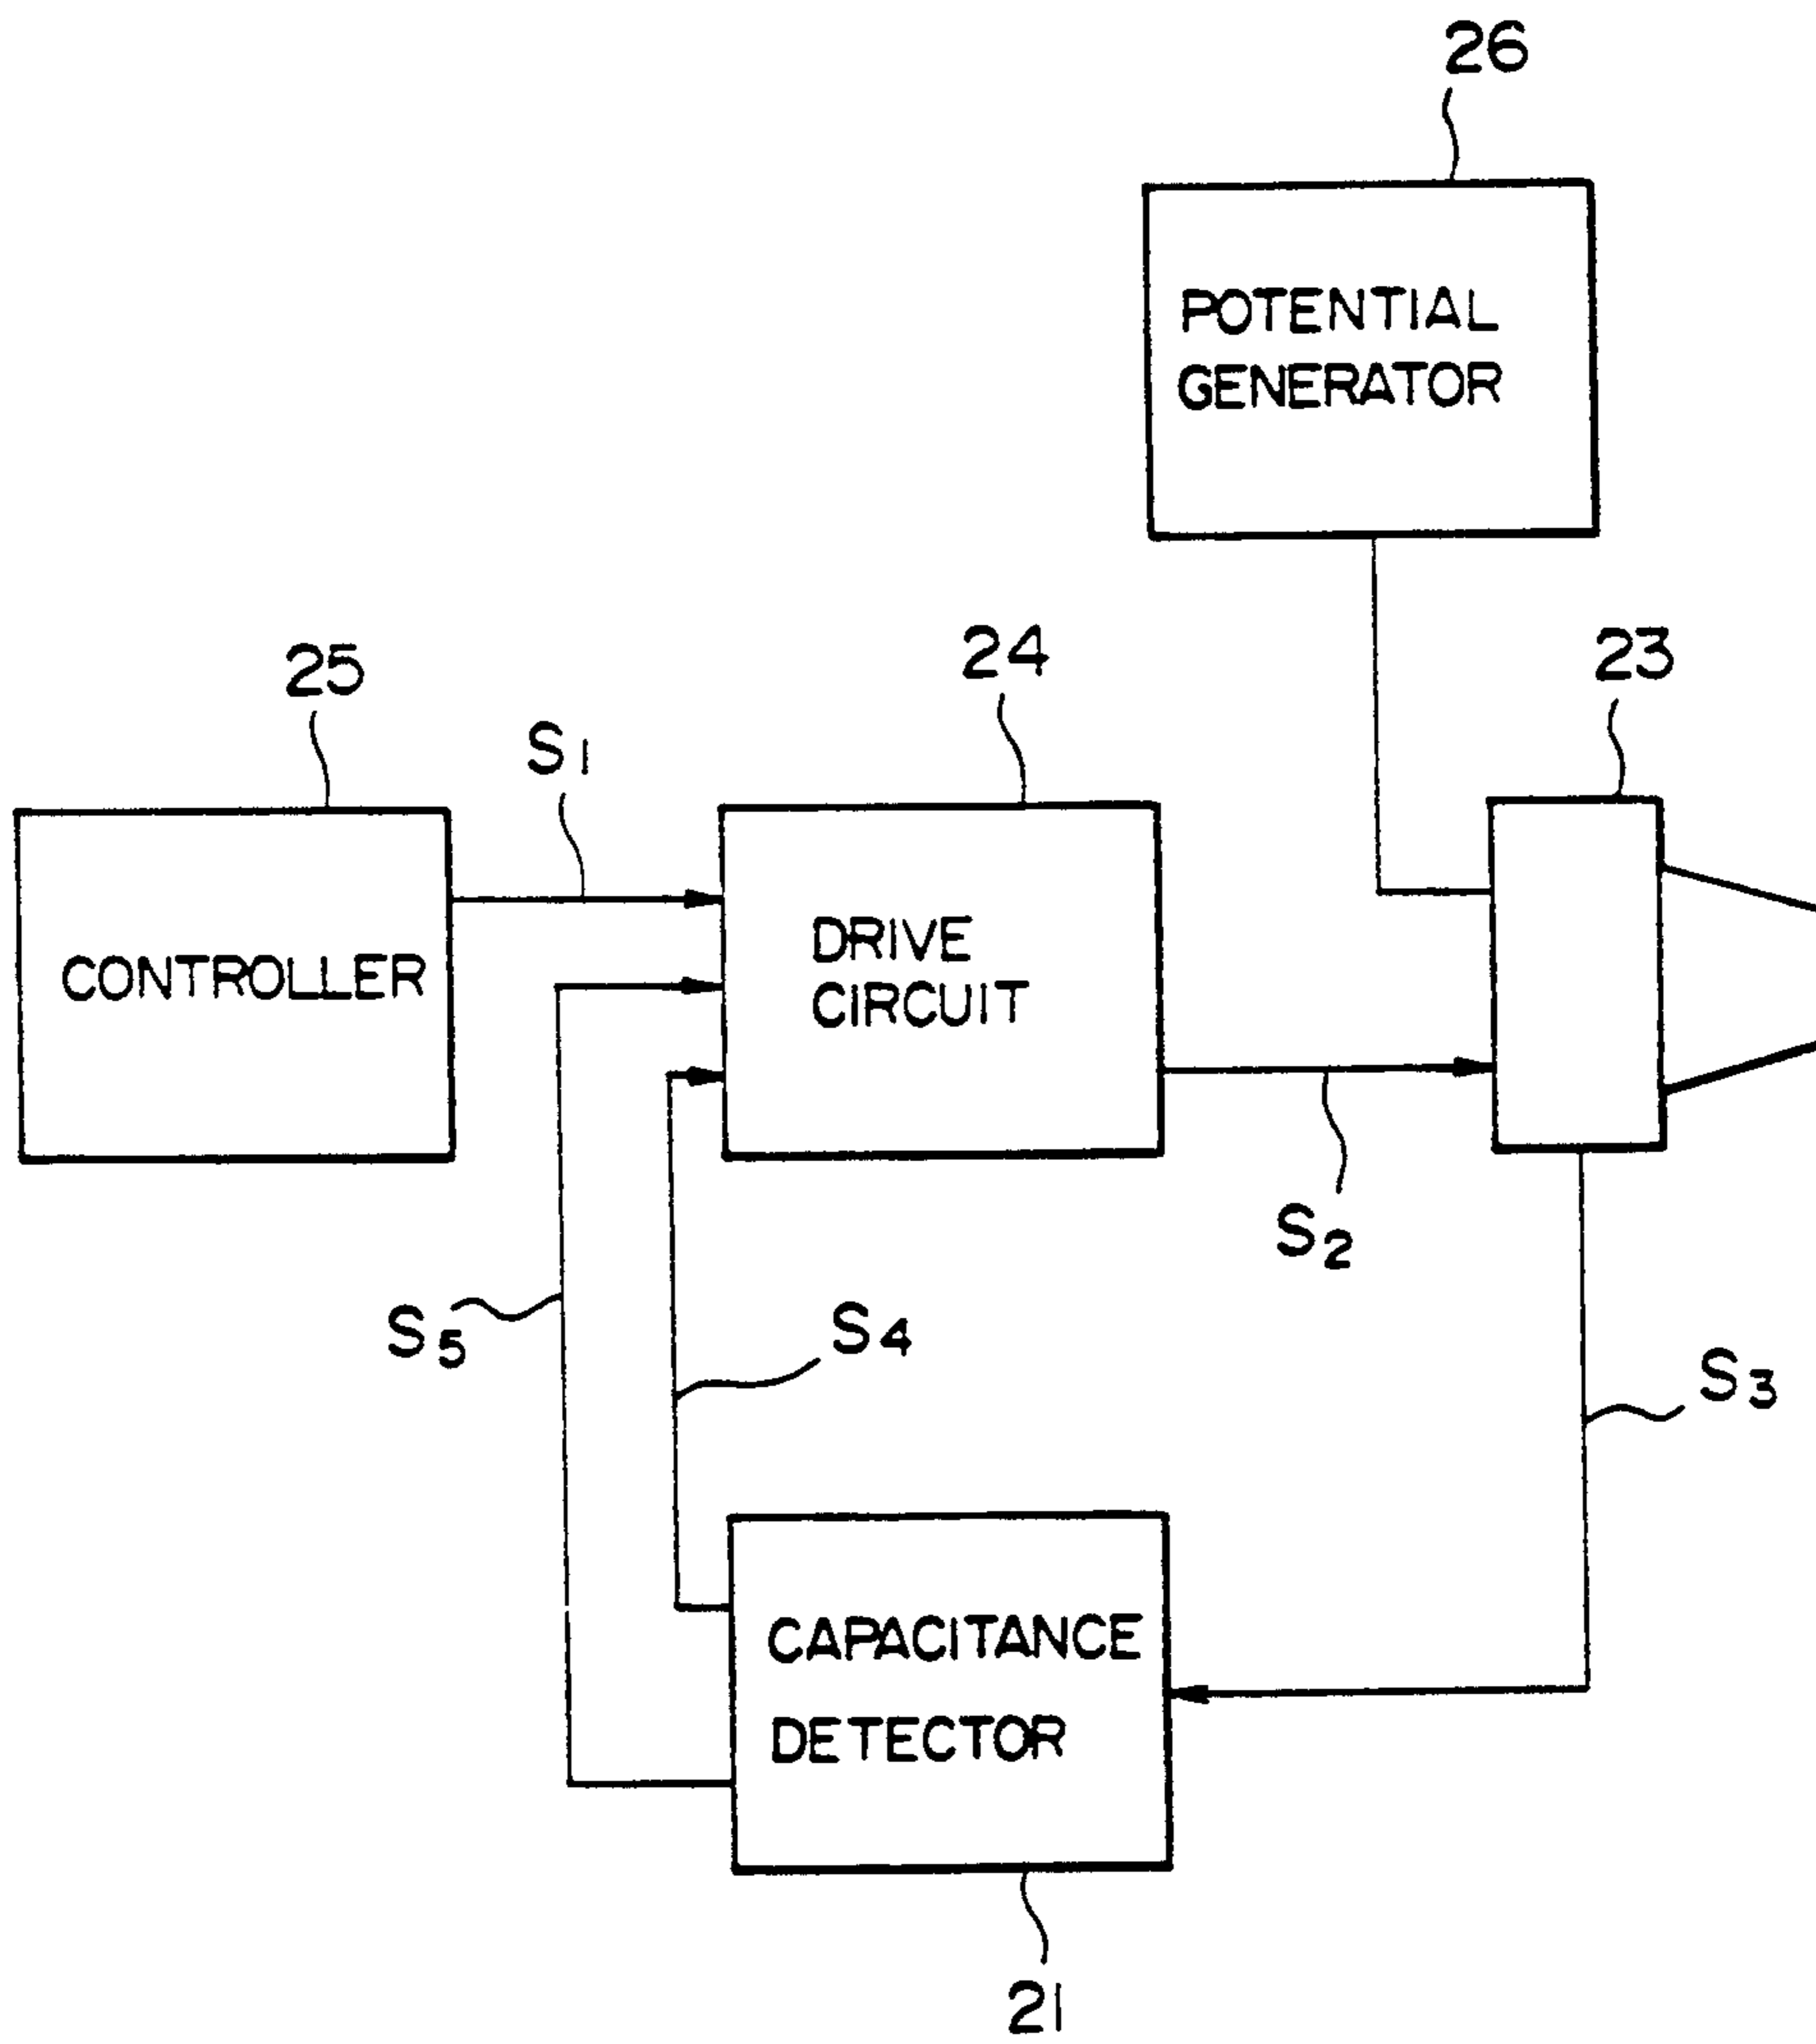 26
POTENTIAL
GENERATOR
25
24
23
S1
CONTROLLER
DRIVE
CIRCUIT
S2
S5
S4
S3
CAPACITANCE
DETECTOR
21